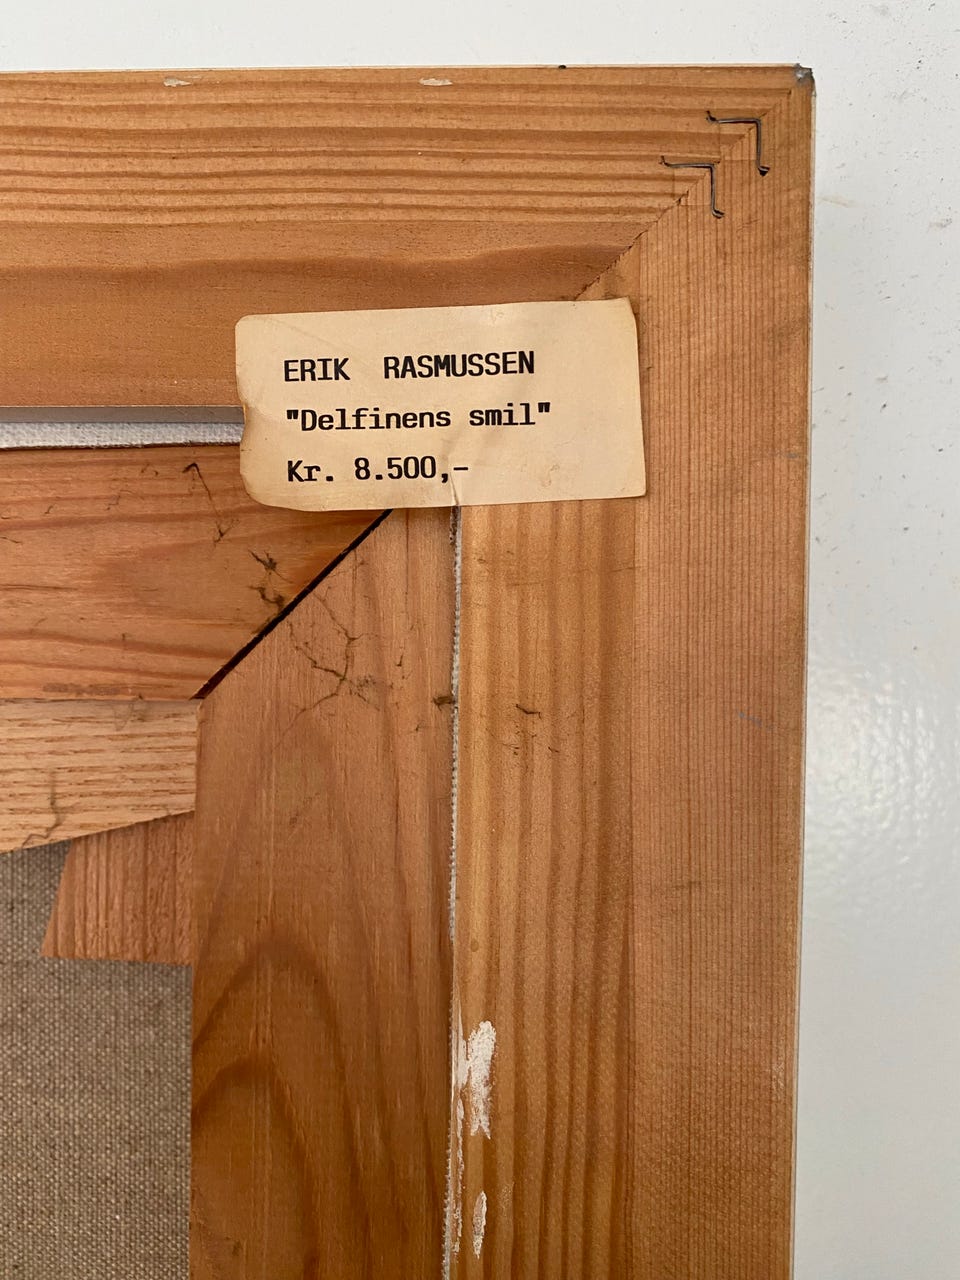 ERIK RASMUSSEN
"Delfinens smil"
Kr. 8.500,-